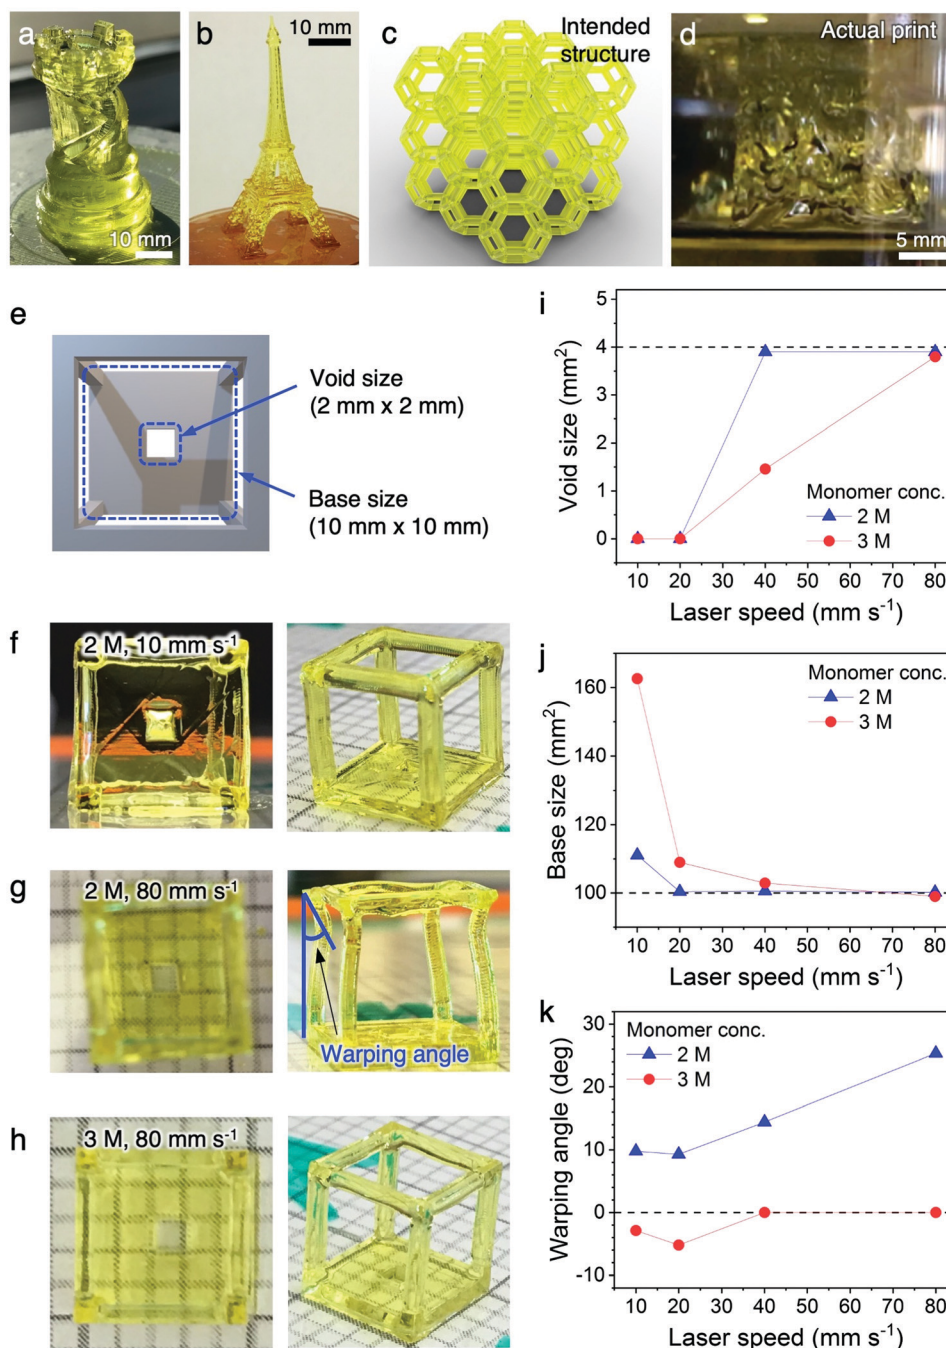 a
10 mm
b
10 mm
c
Intended
structure
d
Actual print
5 mm
e
Void size
(2 mm x 2 mm)
Base size
(10 mm x 10 mm)
f
2 M, 10 mm s⁻¹
g
2 M, 80 mm s⁻¹
Warping angle
h
3 M, 80 mm s⁻¹
i
Void size (mm²)
5
4
3
2
1
0
Monomer conc.
2 M
3 M
10 20 30 40 50 60 70 80
Laser speed (mm s⁻¹)
j
Base size (mm²)
160
140
120
100
Monomer conc.
2 M
3 M
10 20 30 40 50 60 70 80
Laser speed (mm s⁻¹)
k
Warping angle (deg)
30
20
10
0
-10
Monomer conc.
2 M
3 M
10 20 30 40 50 60 70 80
Laser speed (mm s⁻¹)